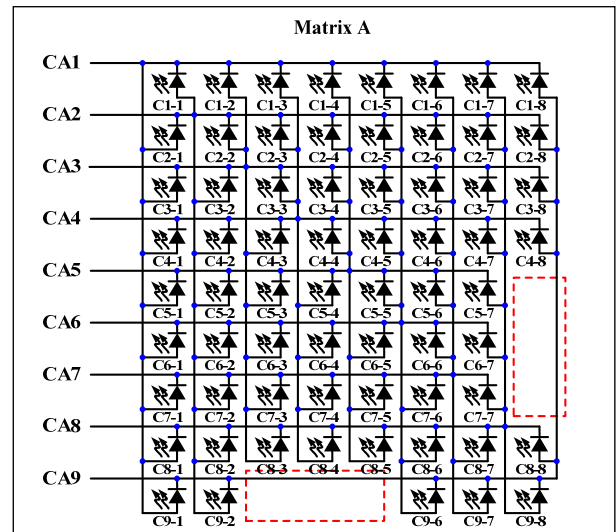 Matrix A
CA1
C1-1 C1-2 C1-3 C1-4 C1-5 C1-6 C1-7 C1-8
CA2
C2-1 C2-2 C2-3 C2-4 C2-5 C2-6 C2-7 C2-8
CA3
C3-1 C3-2 C3-3 C3-4 C3-5 C3-6 C3-7 C3-8
CA4
C4-1 C4-2 C4-3 C4-4 C4-5 C4-6 C4-7 C4-8
CA5
C5-1 C5-2 C5-3 C5-4 C5-5 C5-6 C5-7
CA6
C6-1 C6-2 C6-3 C6-4 C6-5 C6-6 C6-7
CA7
C7-1 C7-2 C7-3 C7-4 C7-5 C7-6 C7-7
CA8
C8-1 C8-2 C8-3 C8-4 C8-5 C8-6 C8-7 C8-8
CA9
C9-1 C9-2 C9-6 C9-7 C9-8